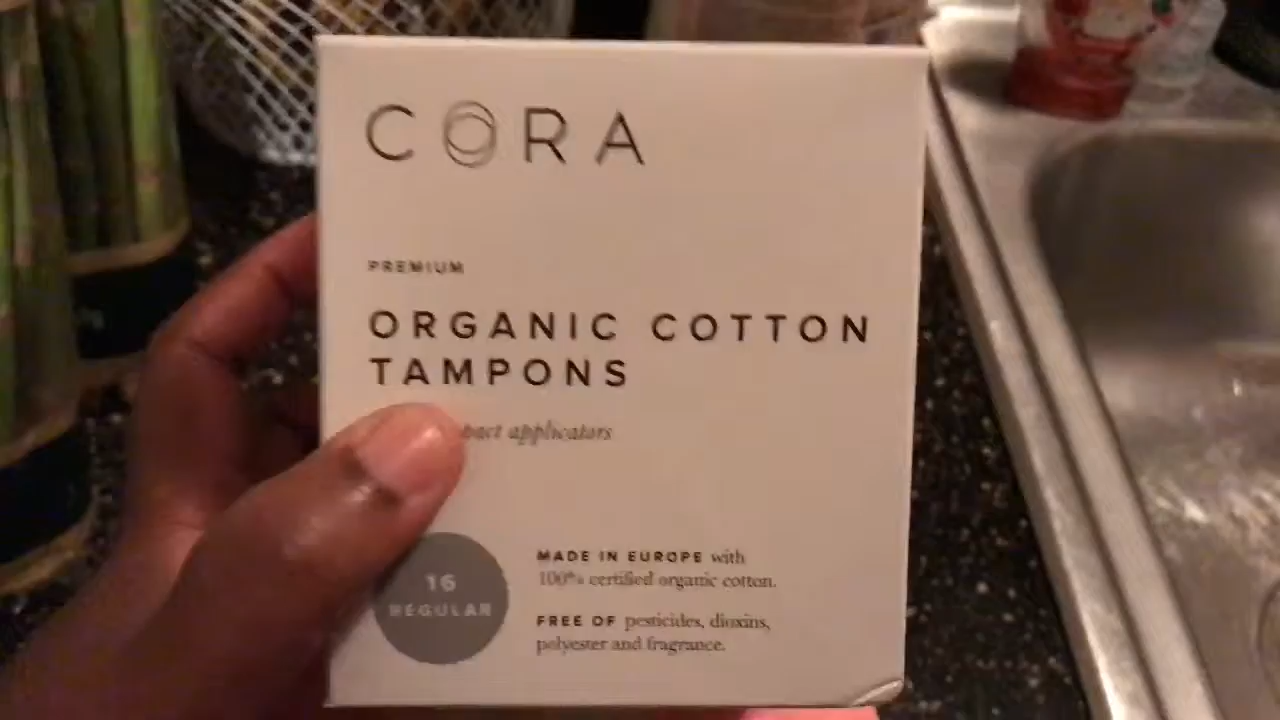 CORA
PREMIUM
ORGANIC COTTON
TAMPONS
applicators
16
REGULAR
MADE IN EUROPE with
100% certified organic cotton.
FREE OF pesticides, dioxins,
polyester and fragrance.